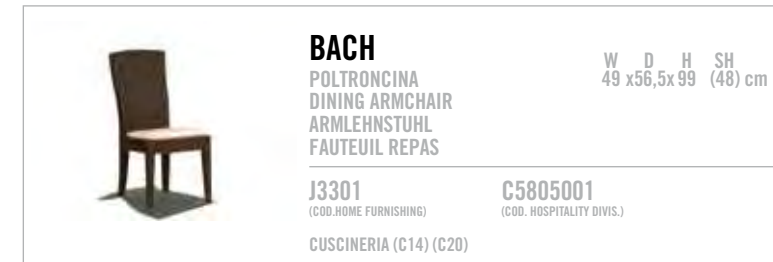 BACH
POLTRONCINA
DINING ARMCHAIR
ARMLEHNSTUHL
FAUTEUIL REPAS
W D H SH
49 x56,5x 99 (48) cm
J3301
(COD.HOME FURNISHING)
C5805001
(COD. HOSPITALITY DIVIS.)
CUSCINERIA (C14) (C20)